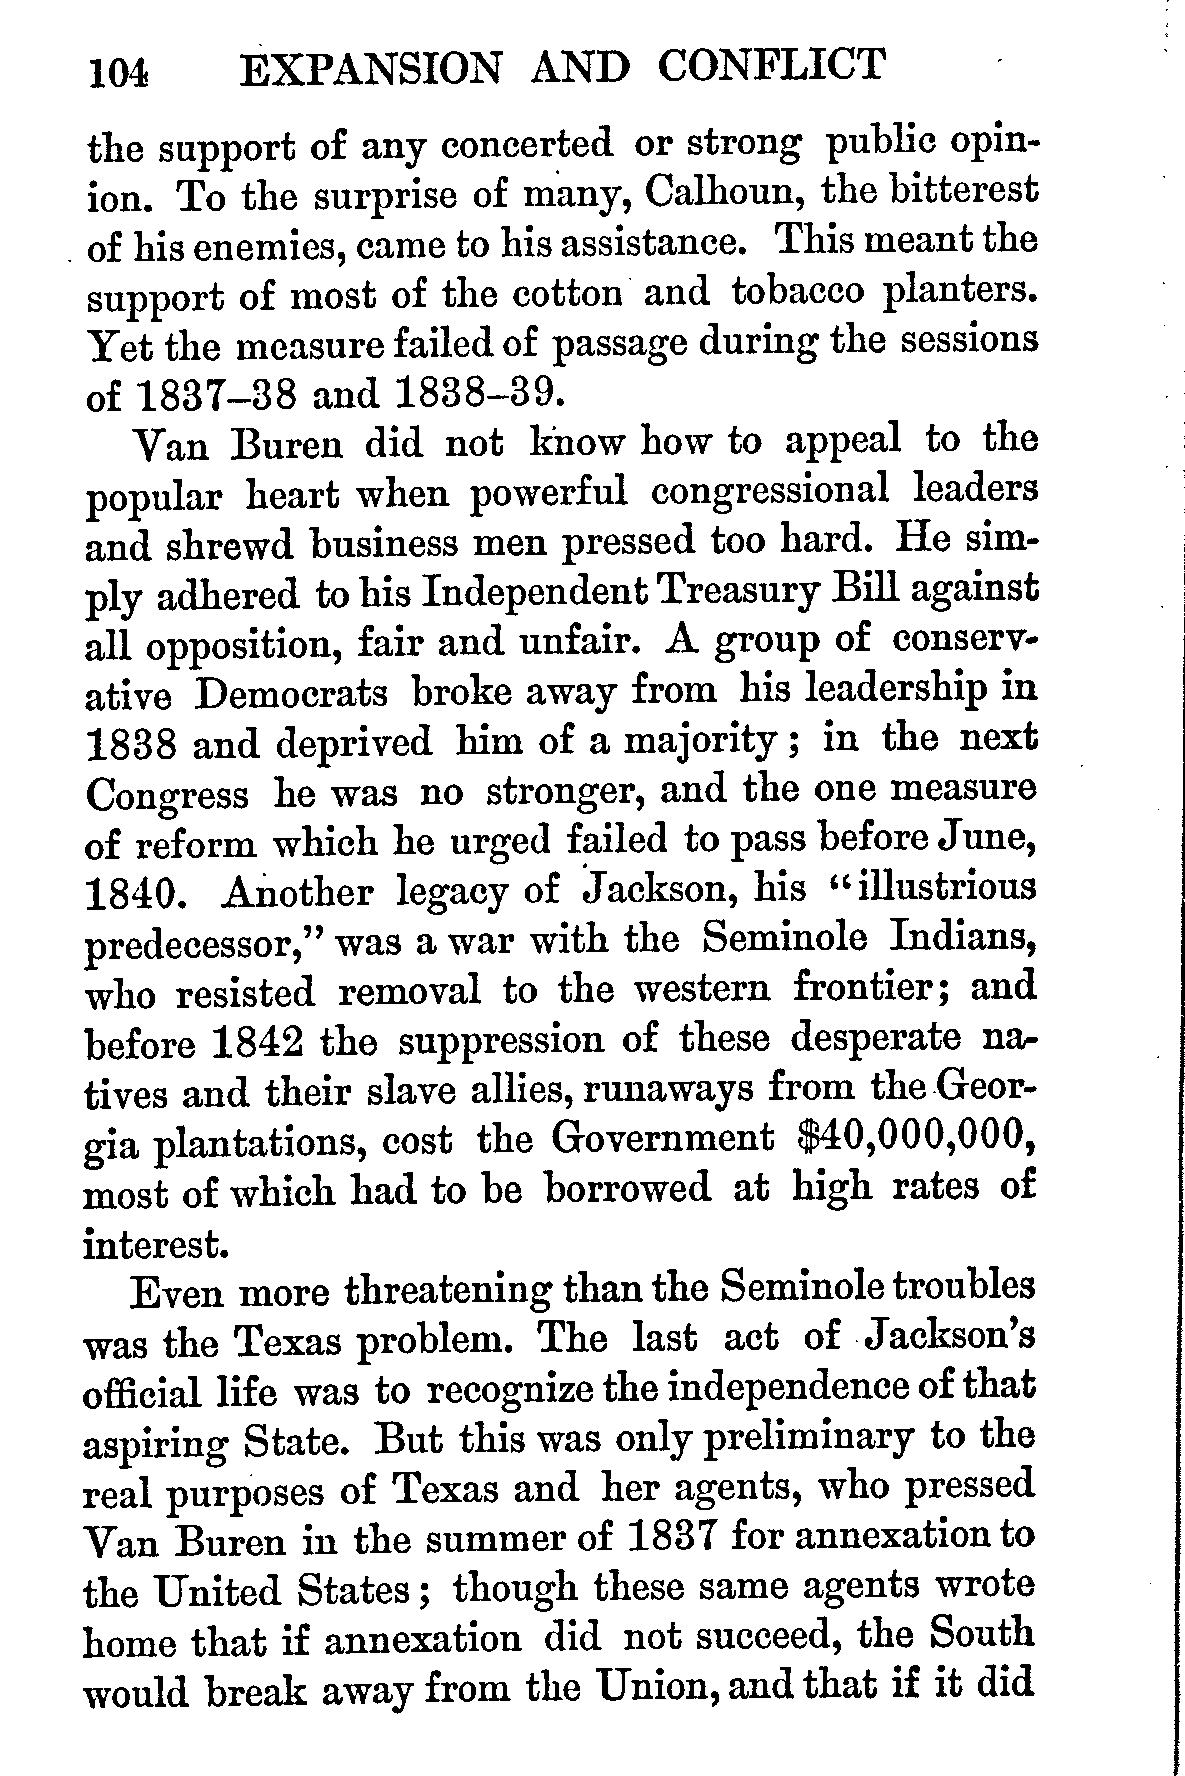 104 EXPANSION AND CONFLICT
the support of any concerted or strong public opin-
ion. To the surprise of many, Calhoun, the bitterest
of his enemies, came to his assistance. This meant the
support of most of the cotton and tobacco planters.
Yet the measure failed of passage during the sessions
of 1837–38 and 1838–39.
Van Buren did not know how to appeal to the
popular heart when powerful congressional leaders
and shrewd business men pressed too hard. He sim-
ply adhered to his Independent Treasury Bill against
all opposition, fair and unfair. A group of conserv-
ative Democrats broke away from his leadership in
1838 and deprived him of a majority; in the next
Congress he was no stronger, and the one measure
of reform which he urged failed to pass before June,
1840. Another legacy of Jackson, his “illustrious
predecessor,” was a war with the Seminole Indians,
who resisted removal to the western frontier; and
before 1842 the suppression of these desperate na-
tives and their slave allies, runaways from the Geor-
gia plantations, cost the Government $40,000,000,
most of which had to be borrowed at high rates of
interest.
Even more threatening than the Seminole troubles
was the Texas problem. The last act of Jackson's
official life was to recognize the independence of that
aspiring State. But this was only preliminary to the
real purposes of Texas and her agents, who pressed
Van Buren in the summer of 1837 for annexation to
the United States; though these same agents wrote
home that if annexation did not succeed, the South
would break away from the Union, and that if it did